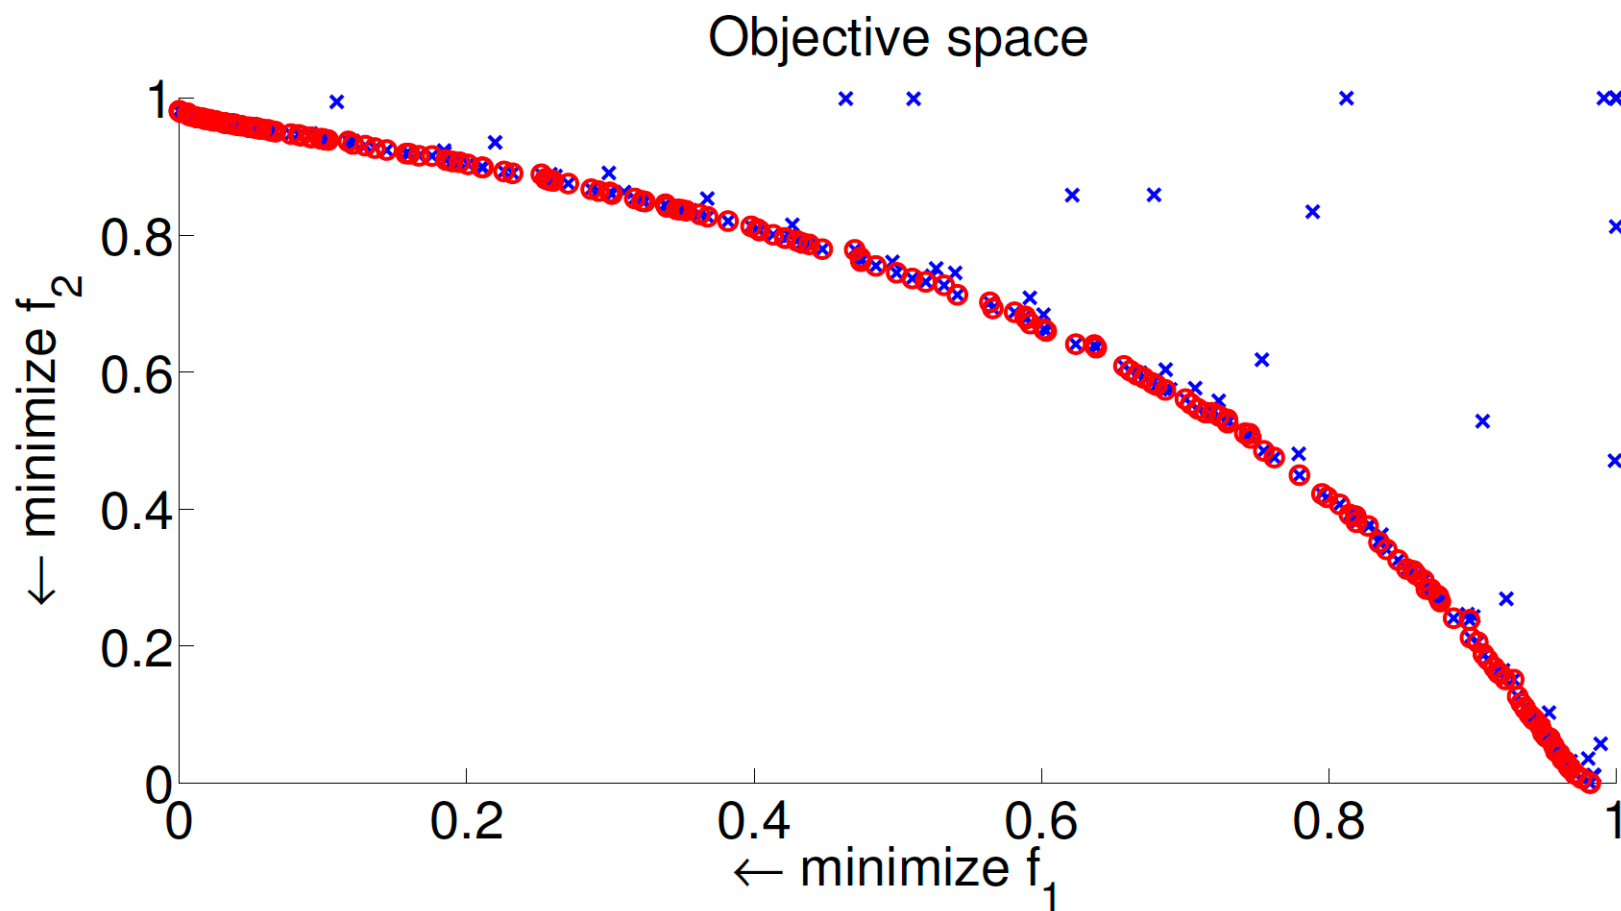 Objective space
← minimize f₂
1
0.8
0.6
0.4
0.2
0
0 0.2 0.4 0.6 0.8 1
← minimize f₁